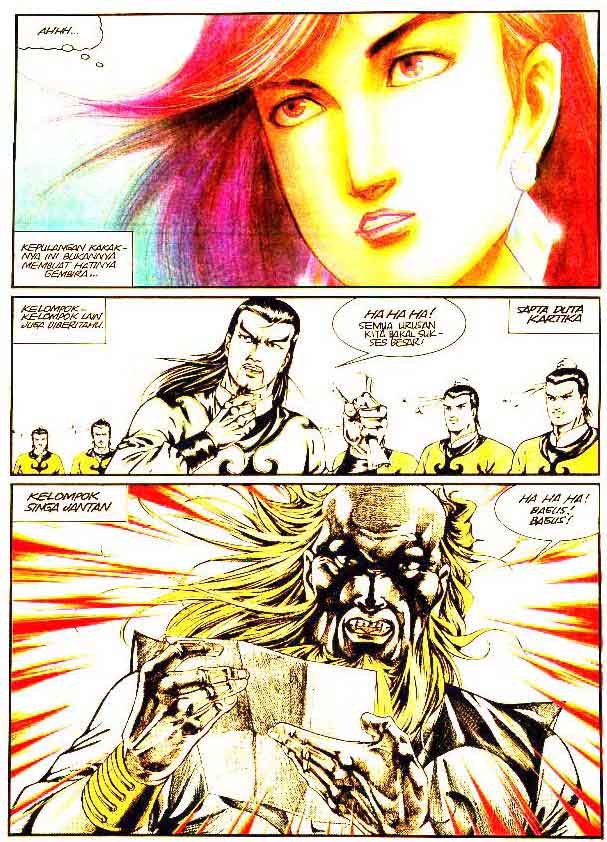 AHHH...
KEPULANGAN KAKAK-
NYA INI BUKANNYA
MEMBUAT HATINYA
GEMBIRA...
KELOMPOK-
KELOMPOK LAIN
JUGA DIBERITAHU.
HA HA HA!
SEMUA URUSAN
KITA BAKAL SUK-
SES BESAR!
SAPTA DUTA
KARTIKA
KELOMPOK
SINGA JANTAN
HA HA HA!
BAGUS!
BAGUS!